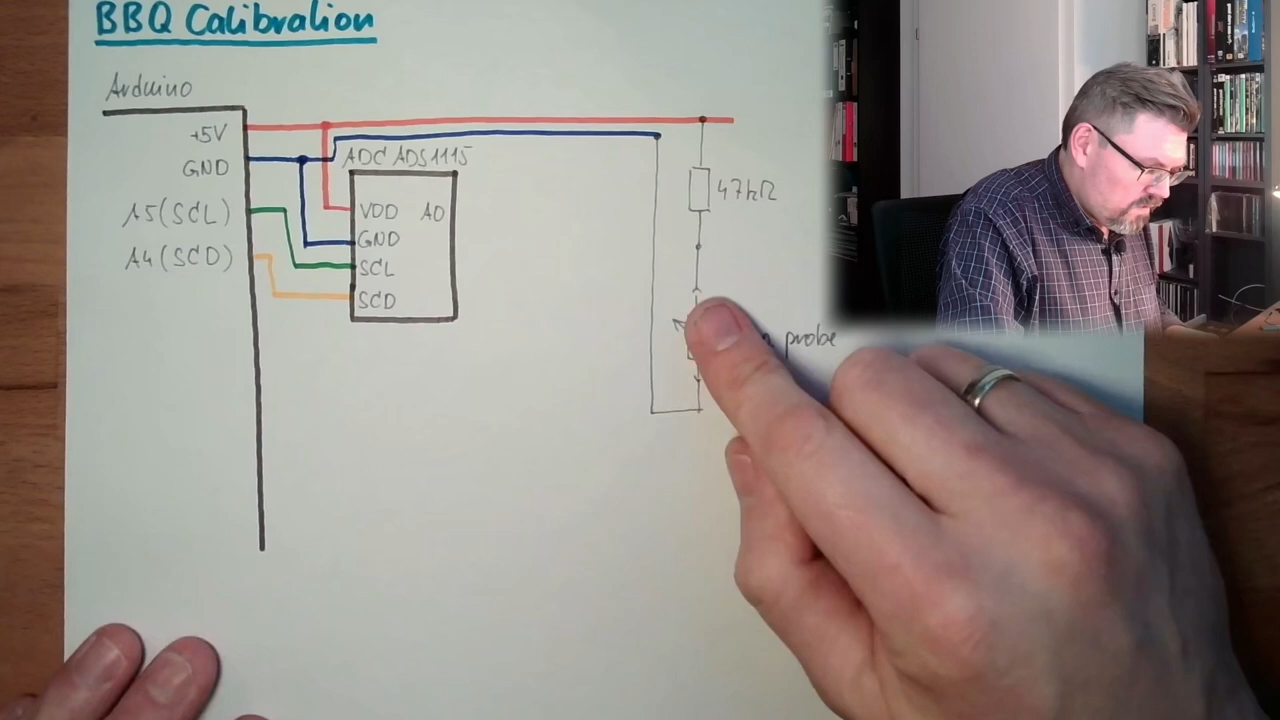 BBQ Calibration
Arduino
+5V
GND
A5(SCL)
A4(SCD)
ADC ADS1115
VDD A0
GND
SCL
SCD
47kΩ
probe